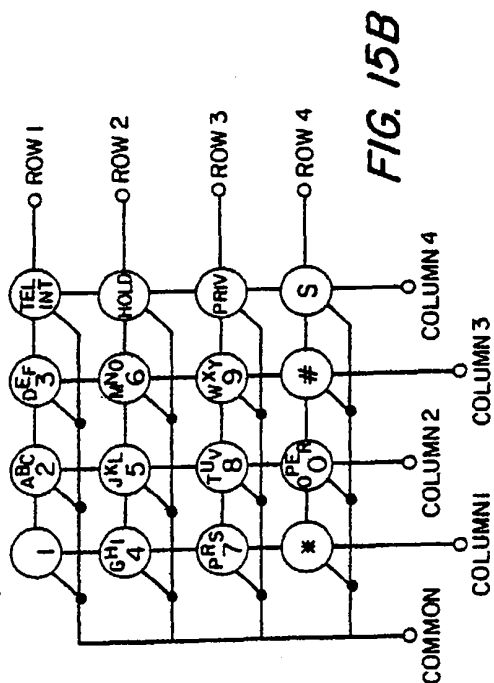 1
ABC
2
DEF
3
TEL
INT
ROW 1
GHI
4
JKL
5
MNO
6
HOLD
ROW 2
PRS
7
TUV
8
WXY
9
PRIV
ROW 3
*
OPER
0
#
S
ROW 4
COMMON
COLUMN 1
COLUMN 2
COLUMN 3
COLUMN 4
FIG. 15B